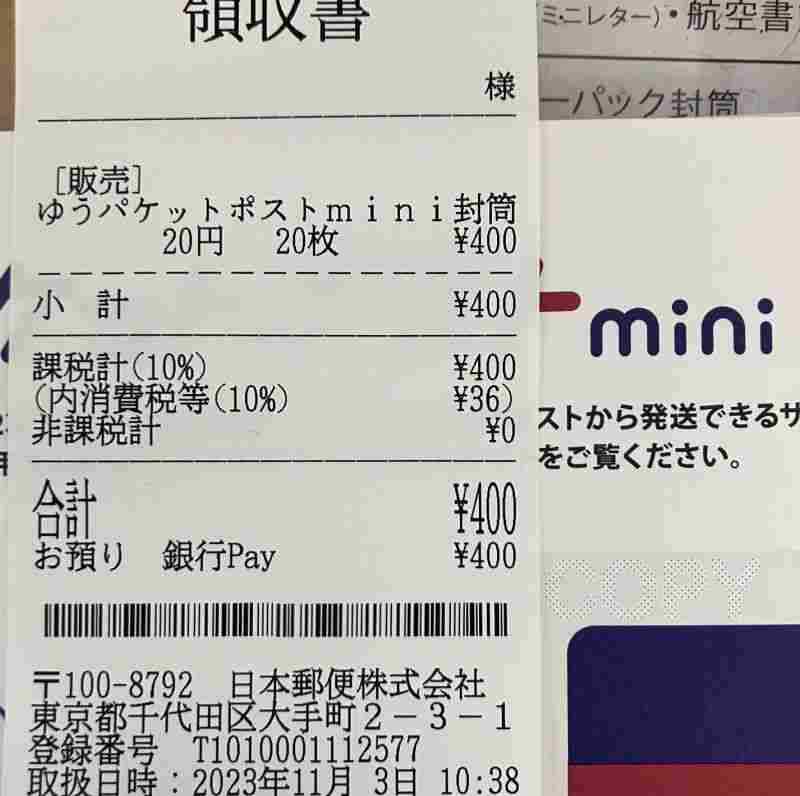 領収書
様
[販売]
ゆうパケットポストmini封筒
20円 20枚 ¥400
小 計 ¥400
課税計(10%) ¥400
(内消費税等(10%) ¥36)
非課税計 ¥0
合計 ¥400
お預り 銀行Pay ¥400
〒100-8792 日本郵便株式会社
東京都千代田区大手町2-3-1
登録番号 T1010001112577
取扱日時:2023年11月 3日 10:38
(ミニレター)・航空書
ーパック封筒
mini
ストから発送できるサ
をご覧ください。
COPY